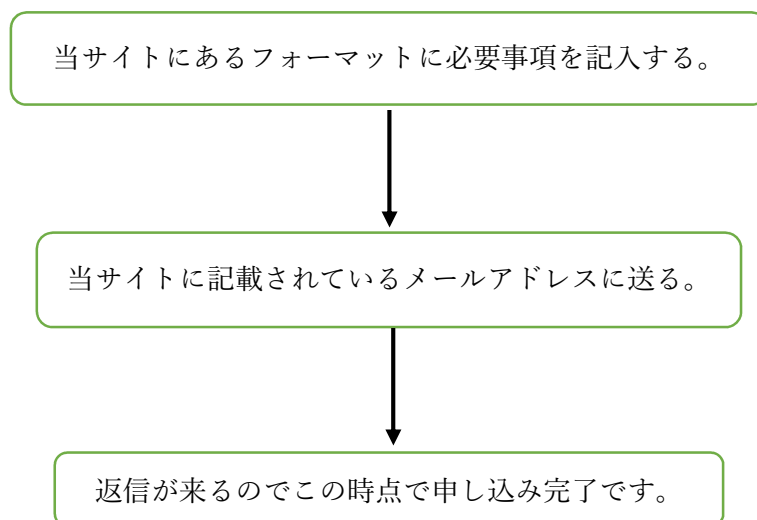 当サイトにあるフォーマットに必要事項を記入する。
当サイトに記載されているメールアドレスに送る。
返信が来るのでこの時点で申し込み完了です。